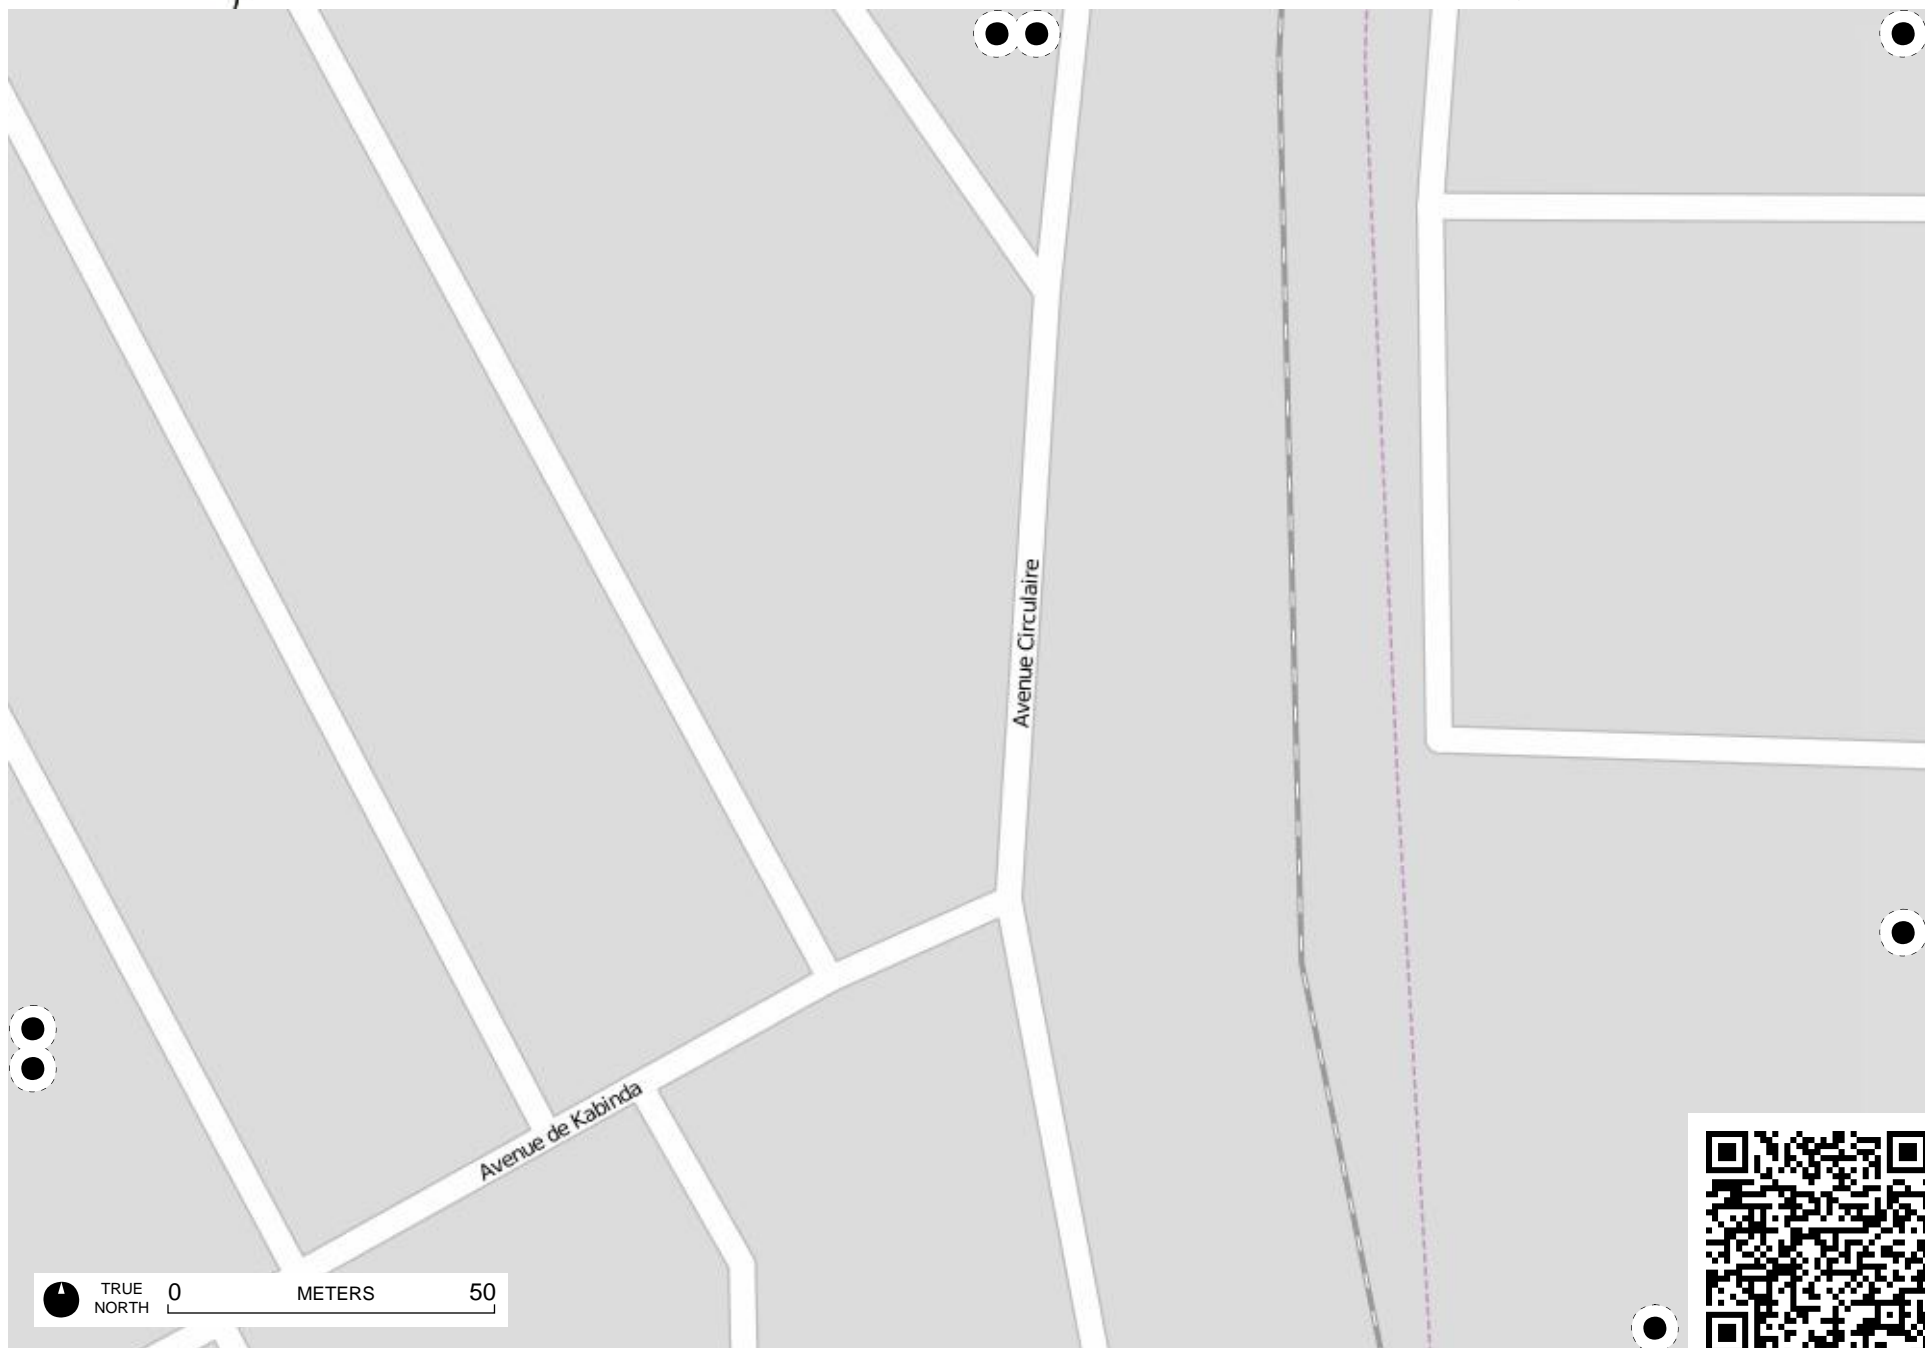 Avenue Circulaire
Avenue de Kabinda
TRUE
NORTH
0 METERS 50